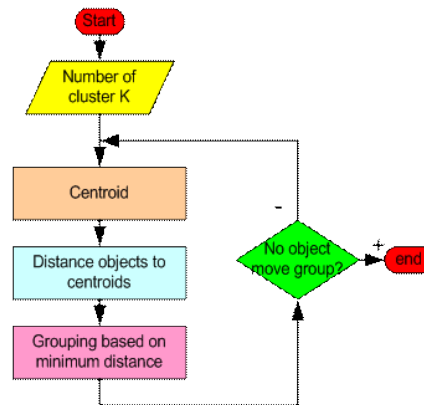 Start
Number of
cluster K
Centroid
Distance objects to
centroids
Grouping based on
minimum distance
-
No object
move group?
+
end